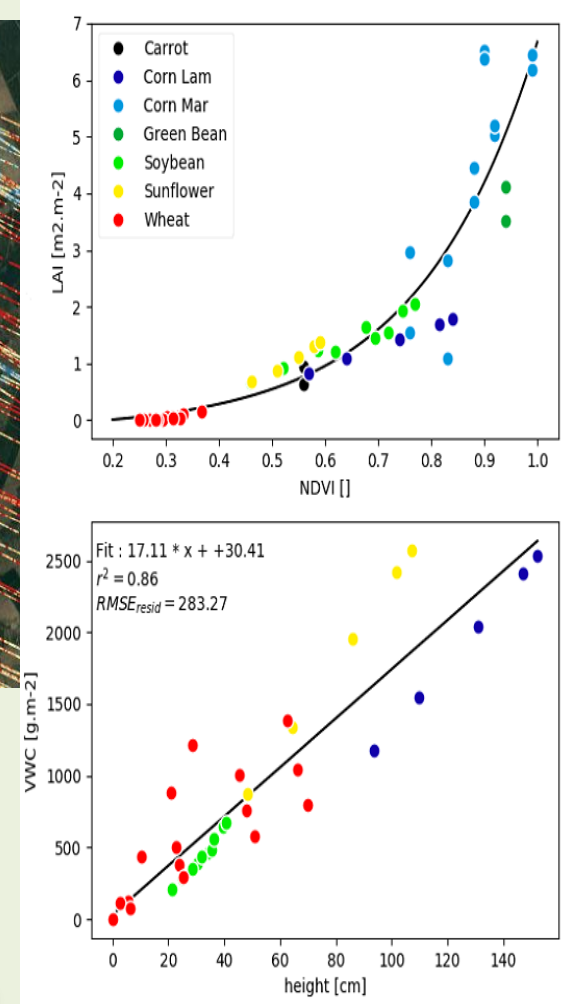 7
6
5
4
3
2
1
0
LAI [m2.m-2]
Carrot
Corn Lam
Corn Mar
Green Bean
Soybean
Sunflower
Wheat
0.2 0.3 0.4 0.5 0.6 0.7 0.8 0.9 1.0
NDVI []
Fit : 17.11 * x + +30.41
r² = 0.86
RMSE_resid = 283.27
2500
2000
1500
1000
500
0
VWC [g.m-2]
0 20 40 60 80 100 120 140
height [cm]